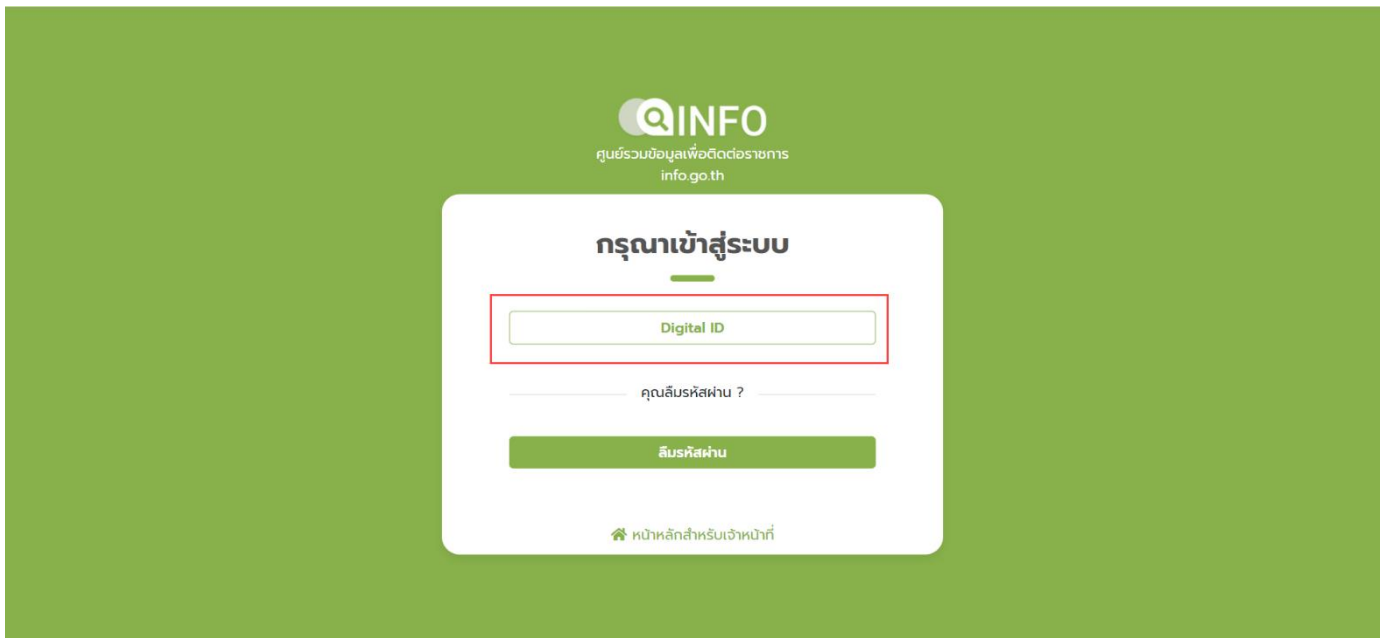 INFO
ศูนย์รวมข้อมูลเพื่อติดต่อราชการ
info.go.th
กรุณาเข้าสู่ระบบ
Digital ID
คุณลืมรหัสผ่าน ?
ลืมรหัสผ่าน
หน้าหลักสำหรับเจ้าหน้าที่